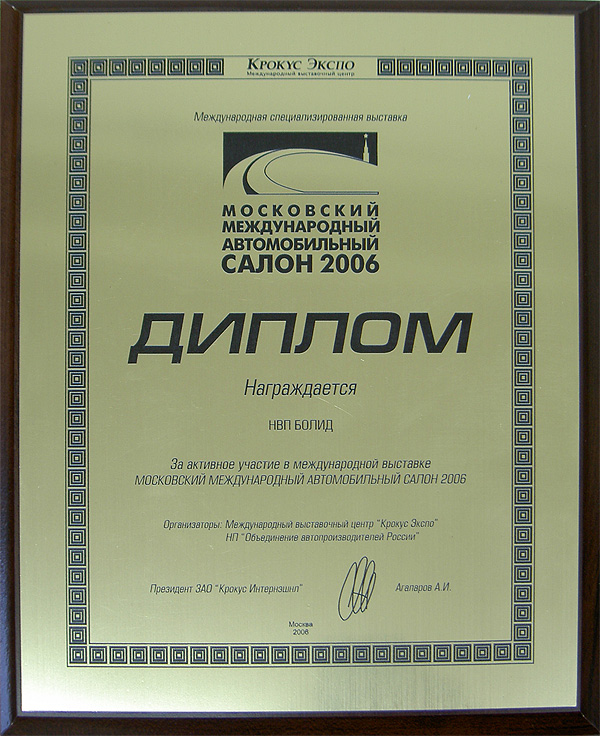 Крокус Экспо
Международный выставочный центр
Международная специализированная выставка
МОСКОВСКИЙ
МЕЖДУНАРОДНЫЙ
АВТОМОБИЛЬНЫЙ
САЛОН 2006
ДИПЛОМ
Награждается
НВП БОЛИД
За активное участие в международной выставке
МОСКОВСКИЙ МЕЖДУНАРОДНЫЙ АВТОМОБИЛЬНЫЙ САЛОН 2006
Организаторы: Международный выставочный центр "Крокус Экспо"
НП "Объединение автопроизводителей России"
Президент ЗАО "Крокус Интернэшнл" Агаларов А.И.
Москва
2006